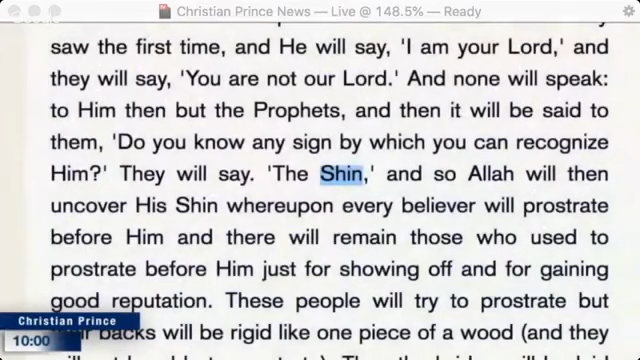 Christian Prince News — Live @ 148.5% — Ready
saw the first time, and He will say, 'I am your Lord,' and
they will say, 'You are not our Lord.' And none will speak:
to Him then but the Prophets, and then it will be said to
them, 'Do you know any sign by which you can recognize
Him?' They will say. 'The Shin,' and so Allah will then
uncover His Shin whereupon every believer will prostrate
before Him and there will remain those who used to
prostrate before Him just for showing off and for gaining
good reputation. These people will try to prostrate but
backs will be rigid like one piece of a wood (and they
Christian Prince
10:00